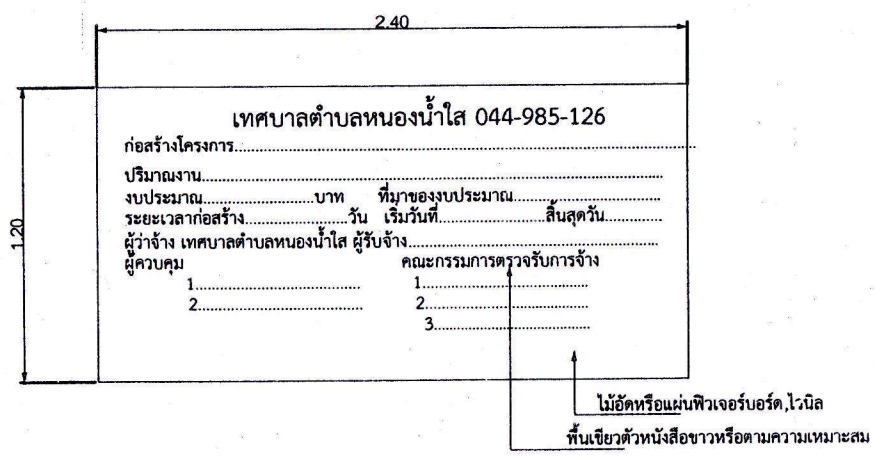 2.40
เทศบาลตำบลหนองน้ำใส 044-985-126
ก่อสร้างโครงการ..........................................................................................
ปริมาณงาน..........................................................................................
งบประมาณ........................บาท ที่มาของงบประมาณ................................
ระยะเวลาก่อสร้าง.....................วัน เริ่มวันที่.....................สิ้นสุดวัน............
1.20
ผู้ว่าจ้าง เทศบาลตำบลหนองน้ำใส ผู้รับจ้าง..................................................
ผู้ควบคุม คณะกรรมการตรวจรับการจ้าง
1.................................. 1..................................
2.................................. 2.................................
3...............................
ไม้อัดหรือแผ่นฟิวเจอร์บอร์ด,ไวนิล
พื้นเขียวตัวหนังสือขาวหรือตามความเหมาะสม